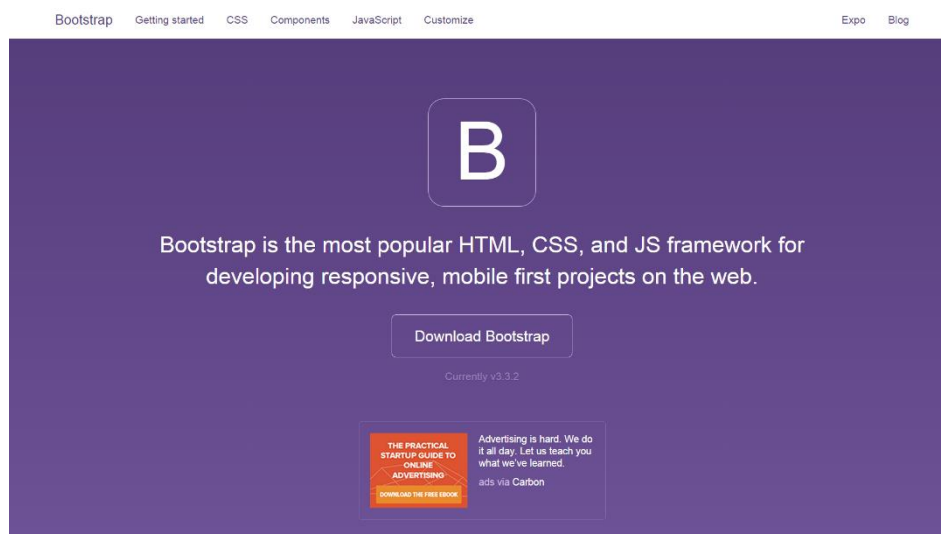 Bootstrap Getting started CSS Components JavaScript Customize Expo Blog
B
Bootstrap is the most popular HTML, CSS, and JS framework for
developing responsive, mobile first projects on the web.
Download Bootstrap
Currently v3.3.2
THE PRACTICAL
STARTUP GUIDE TO
ONLINE
ADVERTISING
DOWNLOAD THE FREE EBOOK
Advertising is hard. We do
it all day. Let us teach you
what we've learned.
ads via Carbon